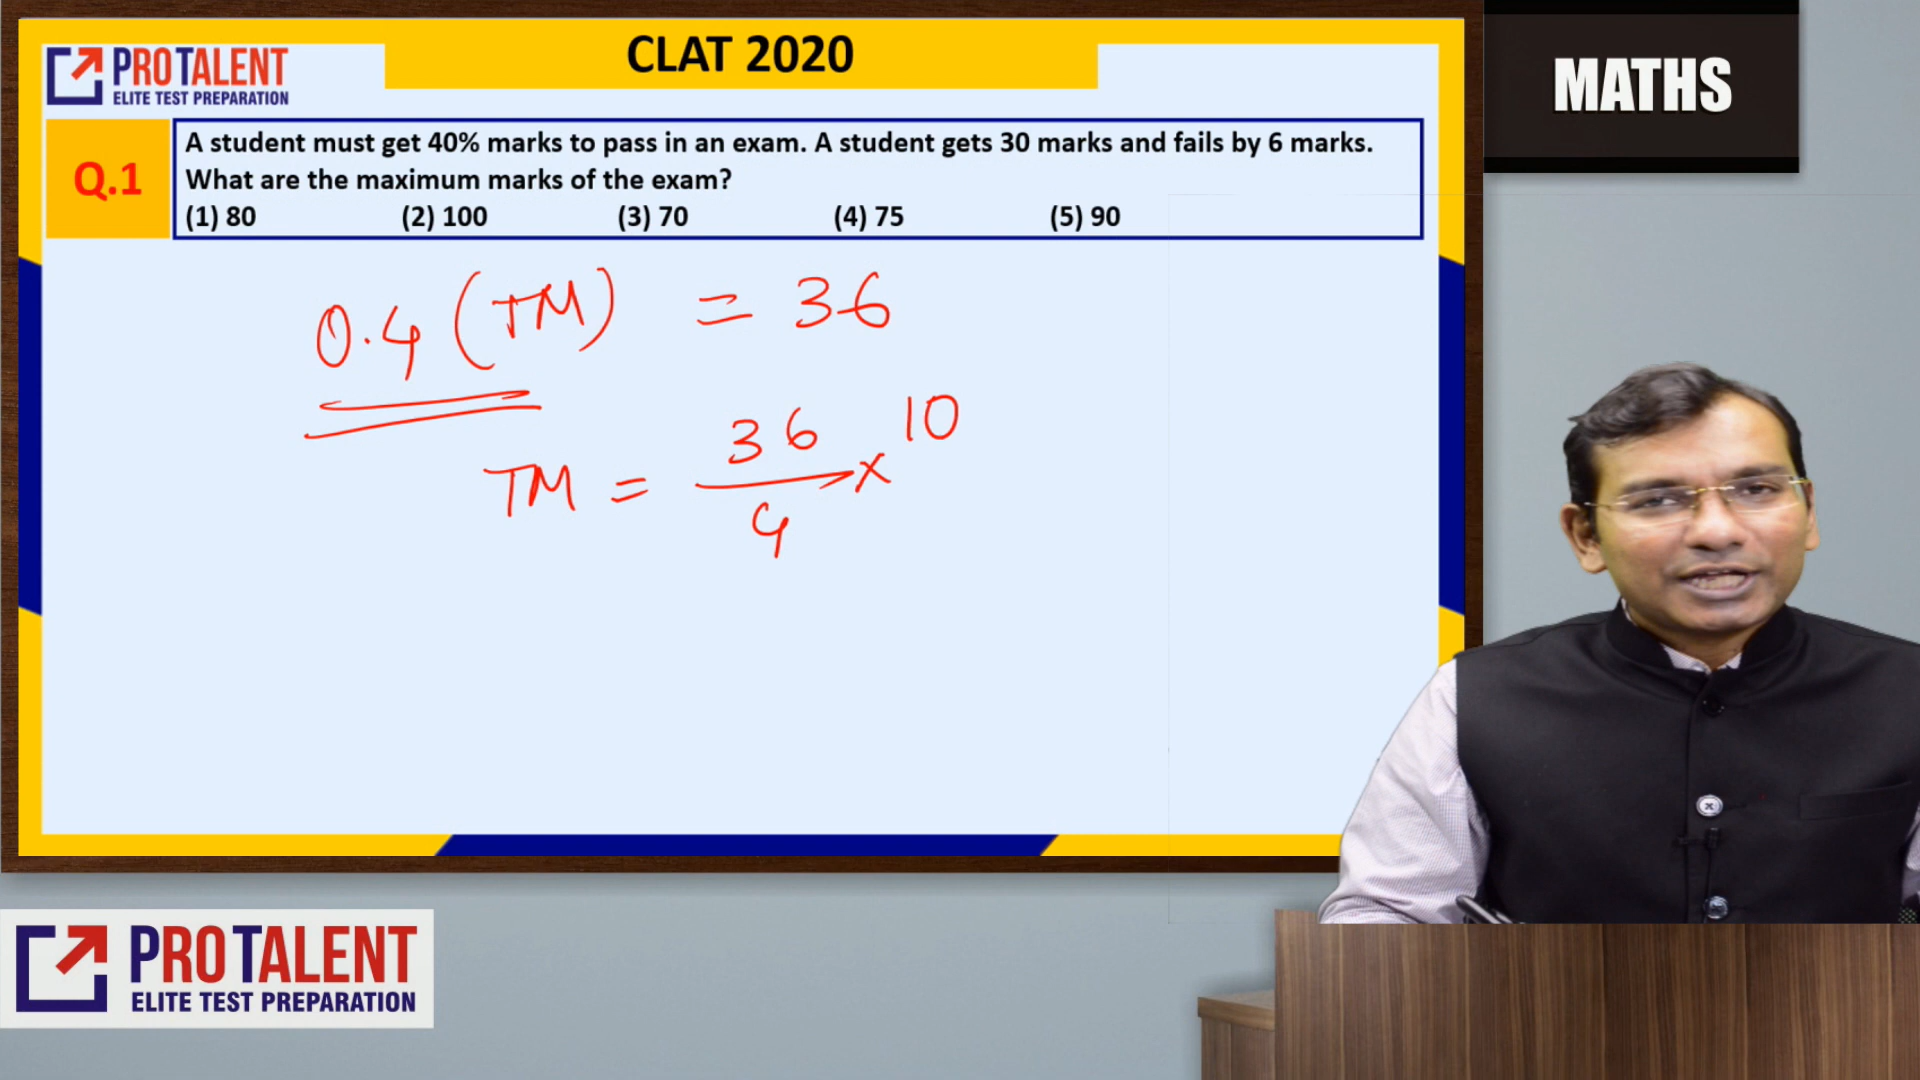 CLAT 2020
MATHS
PROTALENT
ELITE TEST PREPARATION
Q.1
A student must get 40% marks to pass in an exam. A student gets 30 marks and fails by 6 marks.
What are the maximum marks of the exam?
(1) 80 (2) 100 (3) 70 (4) 75 (5) 90
0.4 (TM) = 36
TM = 36/4 × 10
PROTALENT
ELITE TEST PREPARATION